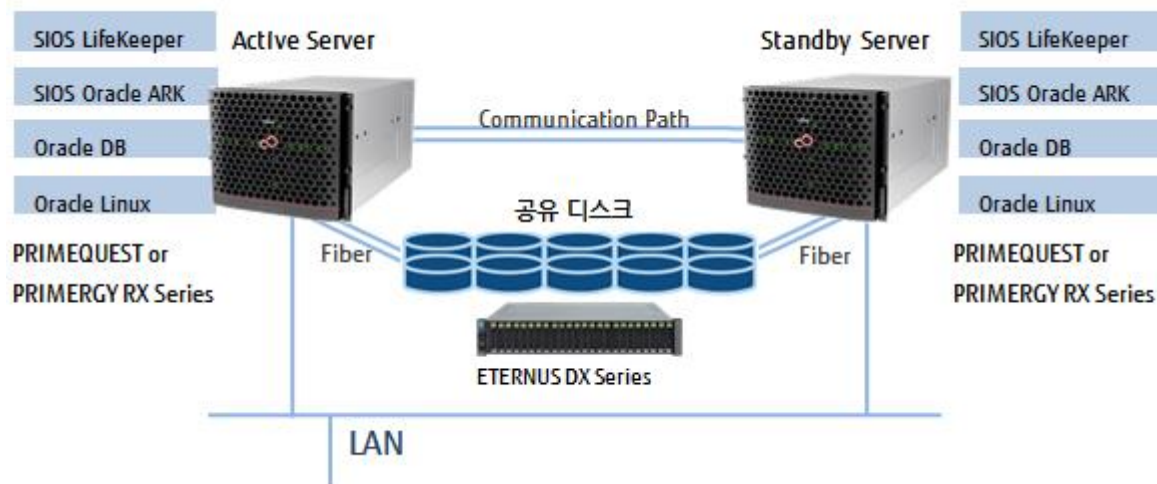 SIOS LifeKeeper
SIOS Oracle ARK
Oracle DB
Oracle Linux
PRIMEQUEST or
PRIMERGY RX Series
Active Server
Standby Server
Communication Path
공유 디스크
Fiber
Fiber
ETERNUS DX Series
LAN
SIOS LifeKeeper
SIOS Oracle ARK
Oracle DB
Oracle Linux
PRIMEQUEST or
PRIMERGY RX Series